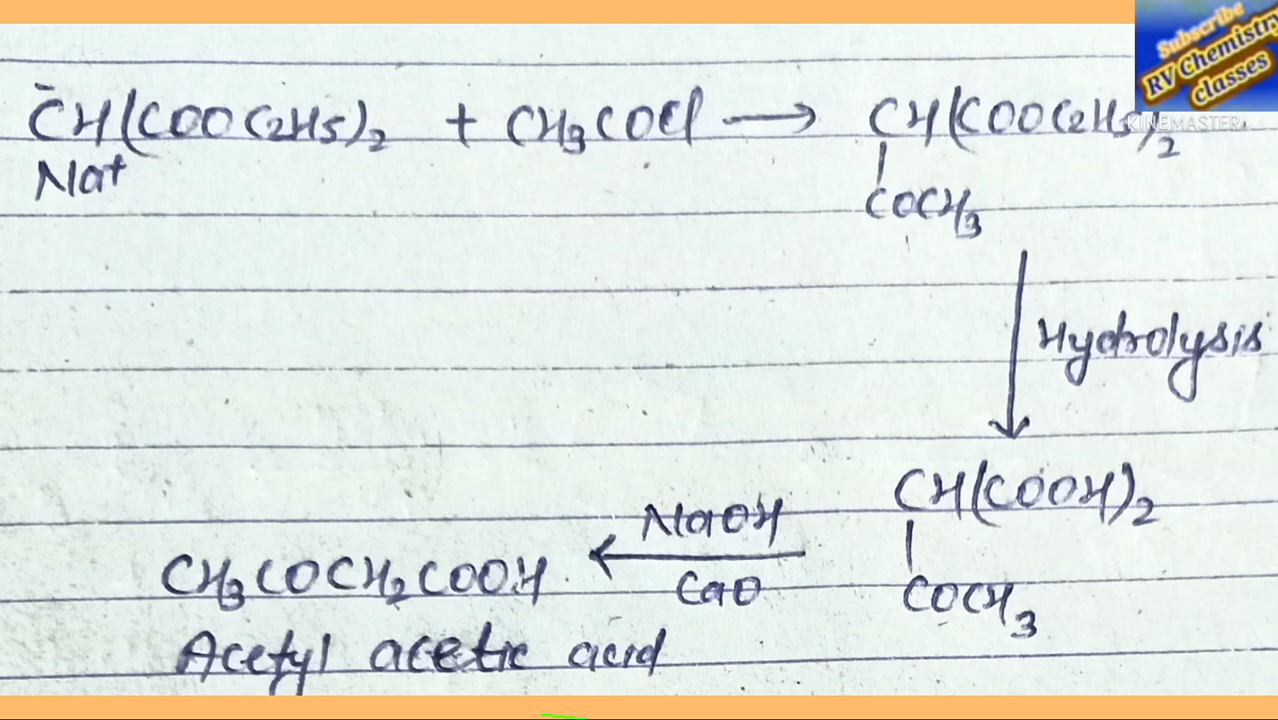 Subscribe
RV Chemistry
classes
KINEMASTER
C̄H(COOC2H5)2 + CH3COCl → CH(COOC2H5)2
Na+
|
COCH3
↓ Hydrolysis
CH(COOH)2
|
COCH3
NaOH
←
CaO
CH3COCH2COOH
Acetyl acetic acid